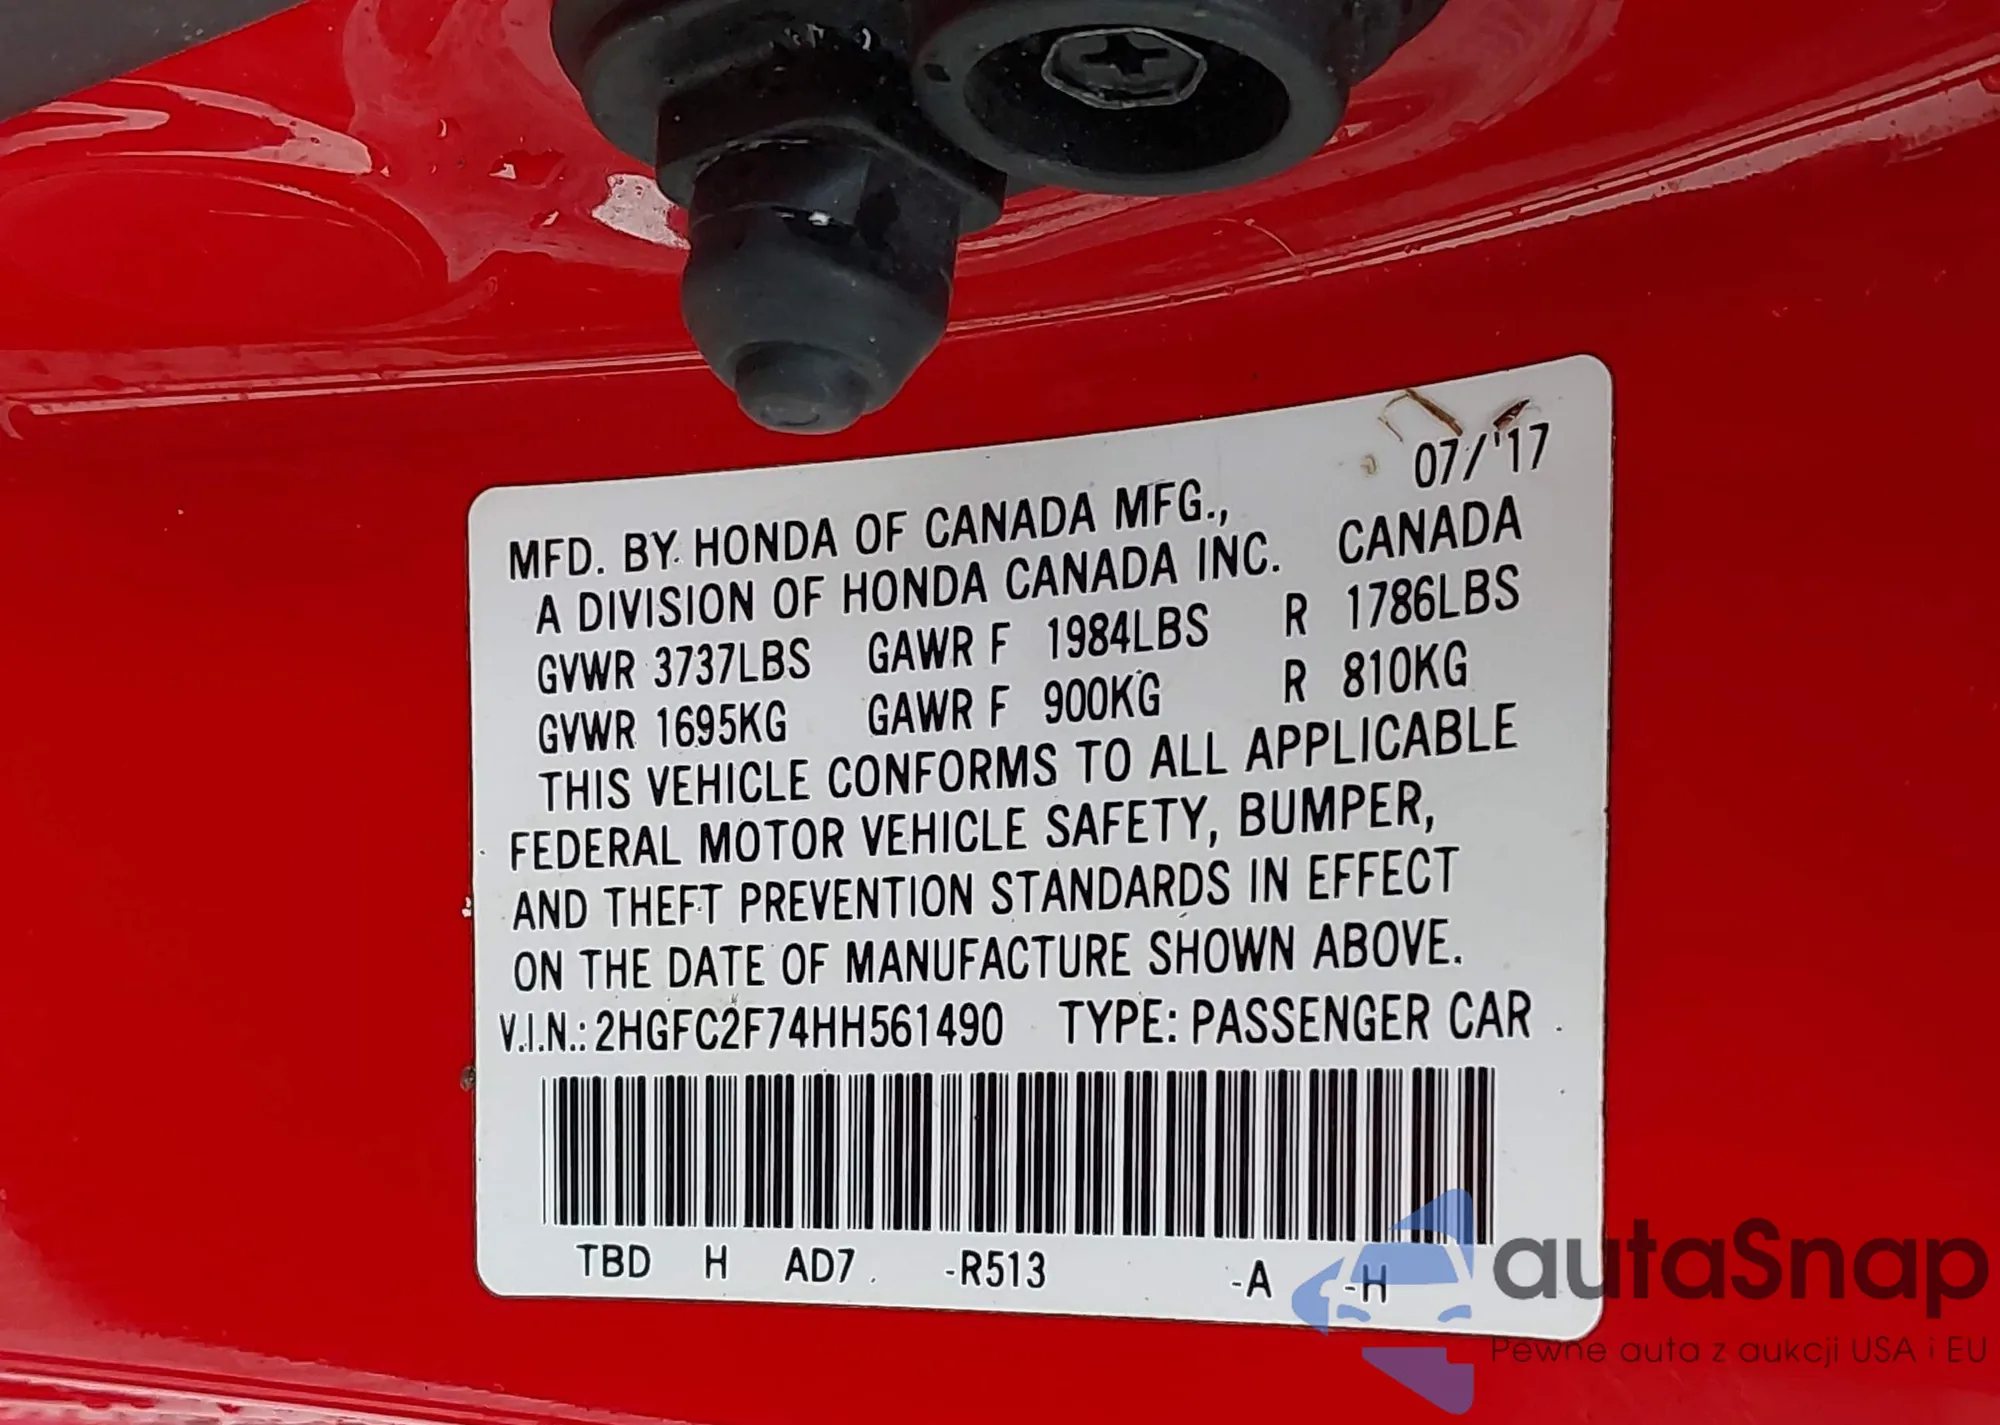 07/'17
MFD. BY HONDA OF CANADA MFG.,
A DIVISION OF HONDA CANADA INC. CANADA
GVWR 3737LBS GAWR F 1984LBS R 1786LBS
GVWR 1695KG GAWR F 900KG R 810KG
THIS VEHICLE CONFORMS TO ALL APPLICABLE
FEDERAL MOTOR VEHICLE SAFETY, BUMPER,
AND THEFT PREVENTION STANDARDS IN EFFECT
ON THE DATE OF MANUFACTURE SHOWN ABOVE.
V.I.N.: 2HGFC2F74HH561490 TYPE: PASSENGER CAR
TBD H AD7 -R513 -A -H
autaSnap
Pewne auta z aukcji USA i EU